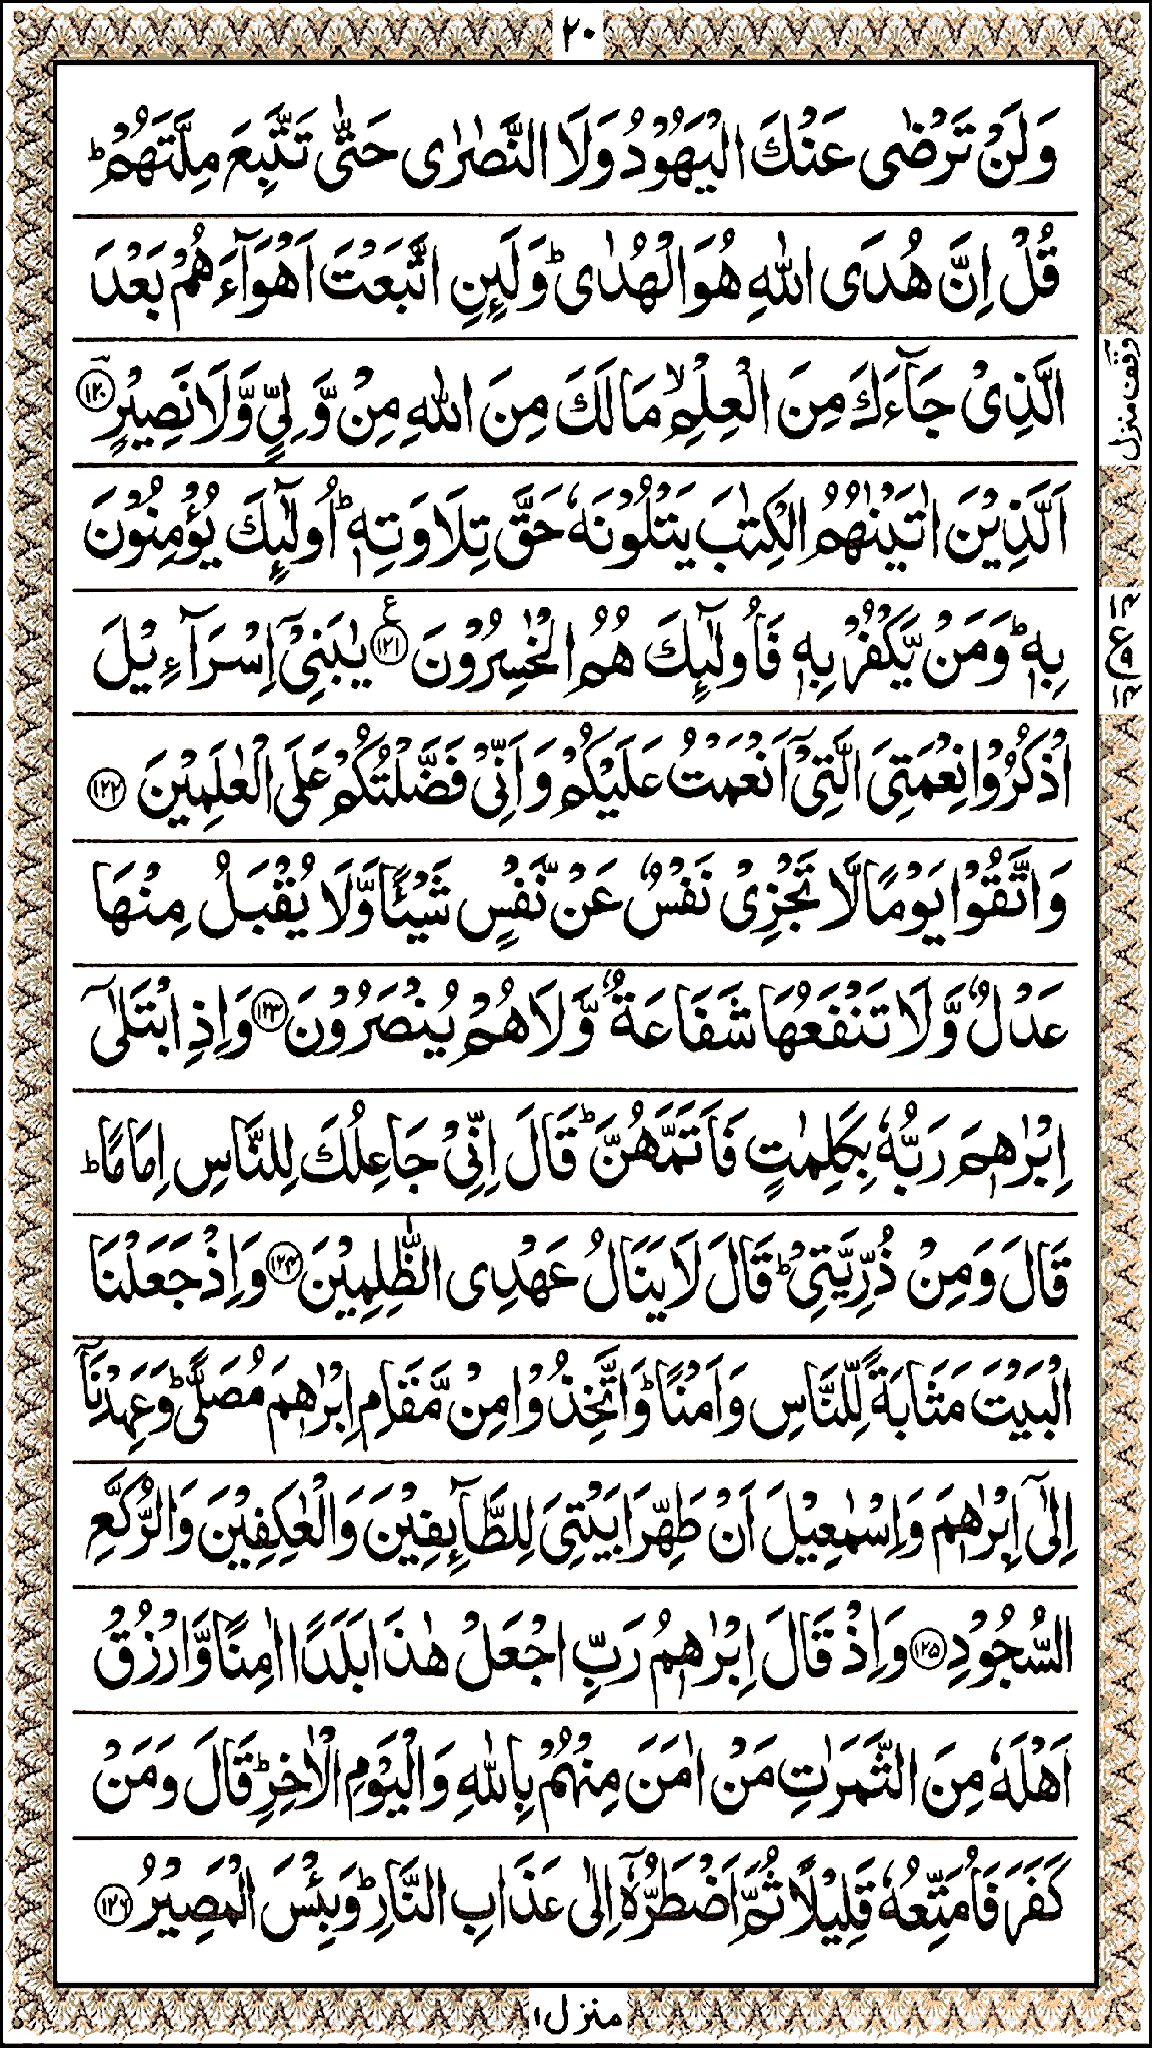 ٢٠
وَلَنْ تَرْضٰى عَنْكَ الْيَهُوْدُ وَلَا النَّصٰرٰى حَتّٰى تَتَّبِعَ مِلَّتَهُمْ ؕ
قُلْ اِنَّ هُدَى اللّٰهِ هُوَ الْهُدٰى ؕ وَلَئِنِ اتَّبَعْتَ اَهْوَآءَهُمْ بَعْدَ
الَّذِىْ جَآءَكَ مِنَ الْعِلْمِ ۙ مَا لَكَ مِنَ اللّٰهِ مِنْ وَّلِىٍّ وَّلَا نَصِيْرٍ ؔ ﴿١٢٠﴾
وقف منزل
اَلَّذِيْنَ اٰتَيْنٰهُمُ الْكِتٰبَ يَتْلُوْنَهٗ حَقَّ تِلَاوَتِهٖ ؕ اُولٰٓئِكَ يُؤْمِنُوْنَ
بِهٖ ؕ وَمَنْ يَّكْفُرْ بِهٖ فَاُولٰٓئِكَ هُمُ الْخٰسِرُوْنَ ﴿١٢١﴾ ع يٰبَنِىْٓ اِسْرَآءِيْلَ
اذْكُرُوْا نِعْمَتِىَ الَّتِىْٓ اَنْعَمْتُ عَلَيْكُمْ وَاَنِّىْ فَضَّلْتُكُمْ عَلَى الْعٰلَمِيْنَ ﴿١٢٢﴾
وَاتَّقُوْا يَوْمًا لَّا تَجْزِىْ نَفْسٌ عَنْ نَّفْسٍ شَيْـًٔا وَّلَا يُقْبَلُ مِنْهَا
عَدْلٌ وَّلَا تَنْفَعُهَا شَفَاعَةٌ وَّلَا هُمْ يُنْصَرُوْنَ ﴿١٢٣﴾ وَاِذِ ابْتَلٰٓى
اِبْرٰهٖمَ رَبُّهٗ بِكَلِمٰتٍ فَاَتَمَّهُنَّ ؕ قَالَ اِنِّىْ جَاعِلُكَ لِلنَّاسِ اِمَامًا ؕ
قَالَ وَمِنْ ذُرِّيَّتِىْ ؕ قَالَ لَا يَنَالُ عَهْدِى الظّٰلِمِيْنَ ﴿١٢٤﴾ وَاِذْ جَعَلْنَا
الْبَيْتَ مَثَابَةً لِّلنَّاسِ وَاَمْنًا ؕ وَاتَّخِذُوْا مِنْ مَّقَامِ اِبْرٰهٖمَ مُصَلًّى ؕ وَعَهِدْنَآ
اِلٰٓى اِبْرٰهٖمَ وَاِسْمٰعِيْلَ اَنْ طَهِّرَا بَيْتِىَ لِلطَّآئِفِيْنَ وَالْعٰكِفِيْنَ وَالرُّكَّعِ
السُّجُوْدِ ﴿١٢٥﴾ وَاِذْ قَالَ اِبْرٰهٖمُ رَبِّ اجْعَلْ هٰذَا بَلَدًا اٰمِنًا وَّارْزُقْ
اَهْلَهٗ مِنَ الثَّمَرٰتِ مَنْ اٰمَنَ مِنْهُمْ بِاللّٰهِ وَالْيَوْمِ الْاٰخِرِ ؕ قَالَ وَمَنْ
كَفَرَ فَاُمَتِّعُهٗ قَلِيْلًا ثُمَّ اَضْطَرُّهٗٓ اِلٰى عَذَابِ النَّارِ ؕ وَبِئْسَ الْمَصِيْرُ ﴿١٢٦﴾
منزل ١